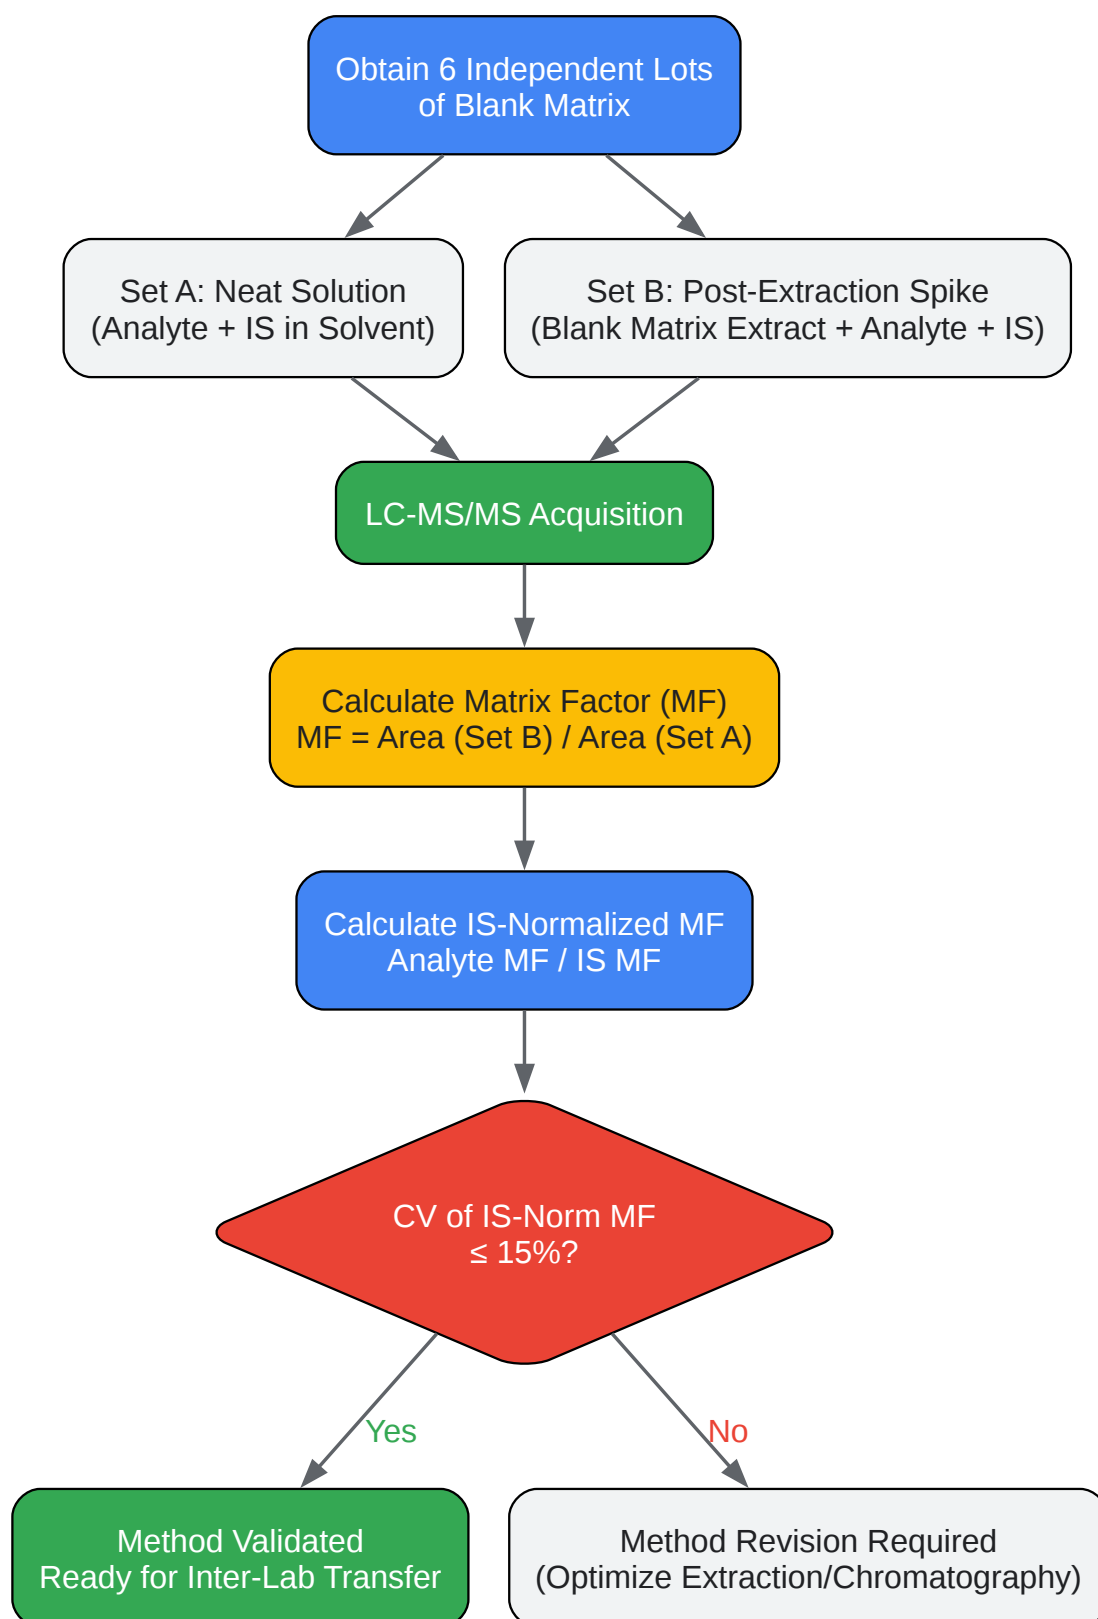 Obtain 6 Independent Lots
of Blank Matrix
Set A: Neat Solution
(Analyte + IS in Solvent)
Set B: Post-Extraction Spike
(Blank Matrix Extract + Analyte + IS)
LC-MS/MS Acquisition
Calculate Matrix Factor (MF)
MF = Area (Set B) / Area (Set A)
Calculate IS-Normalized MF
Analyte MF / IS MF
CV of IS-Norm MF
≤ 15%?
Yes
No
Method Validated
Ready for Inter-Lab Transfer
Method Revision Required
(Optimize Extraction/Chromatography)